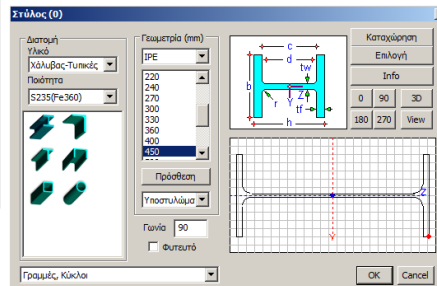 Στύλος (0)
Διατομή
Υλικό
Χάλυβας-Τυπικές
Ποιότητα
S235(Fe360)
Γεωμετρία (mm)
IPE
220
240
270
300
330
360
400
450
Πρόσθεση
Υποστυλώμα
Γωνία 90
Φυτευτό
c
d
tw
b
Z
Y
r
tf
h
Καταχώρηση
Επιλογή
Info
0 90 3D
180 270 View
Z
Y
Γραμμές, Κύκλοι
OK Cancel